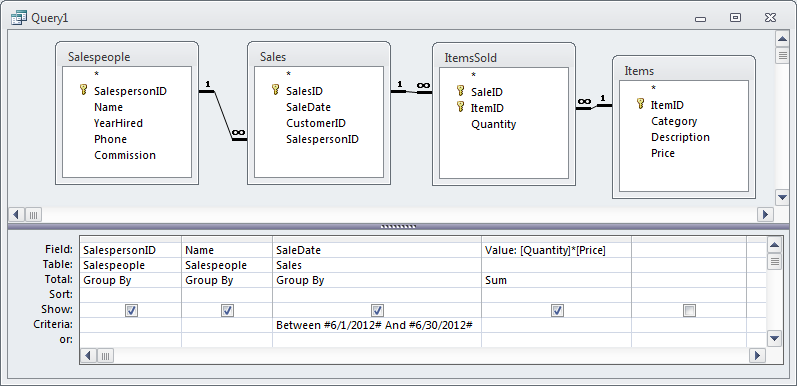 Query1
Salespeople
*
SalespersonID
Name
YearHired
Phone
Commission
1
∞
Sales
*
SalesID
SaleDate
CustomerID
SalespersonID
1
∞
ItemsSold
*
SaleID
ItemID
Quantity
∞
1
Items
*
ItemID
Category
Description
Price
Field: SalespersonID Name SaleDate Value: [Quantity]*[Price]
Table: Salespeople Salespeople Sales
Total: Group By Group By Group By Sum
Sort:
Show:
Criteria: Between #6/1/2012# And #6/30/2012#
or: